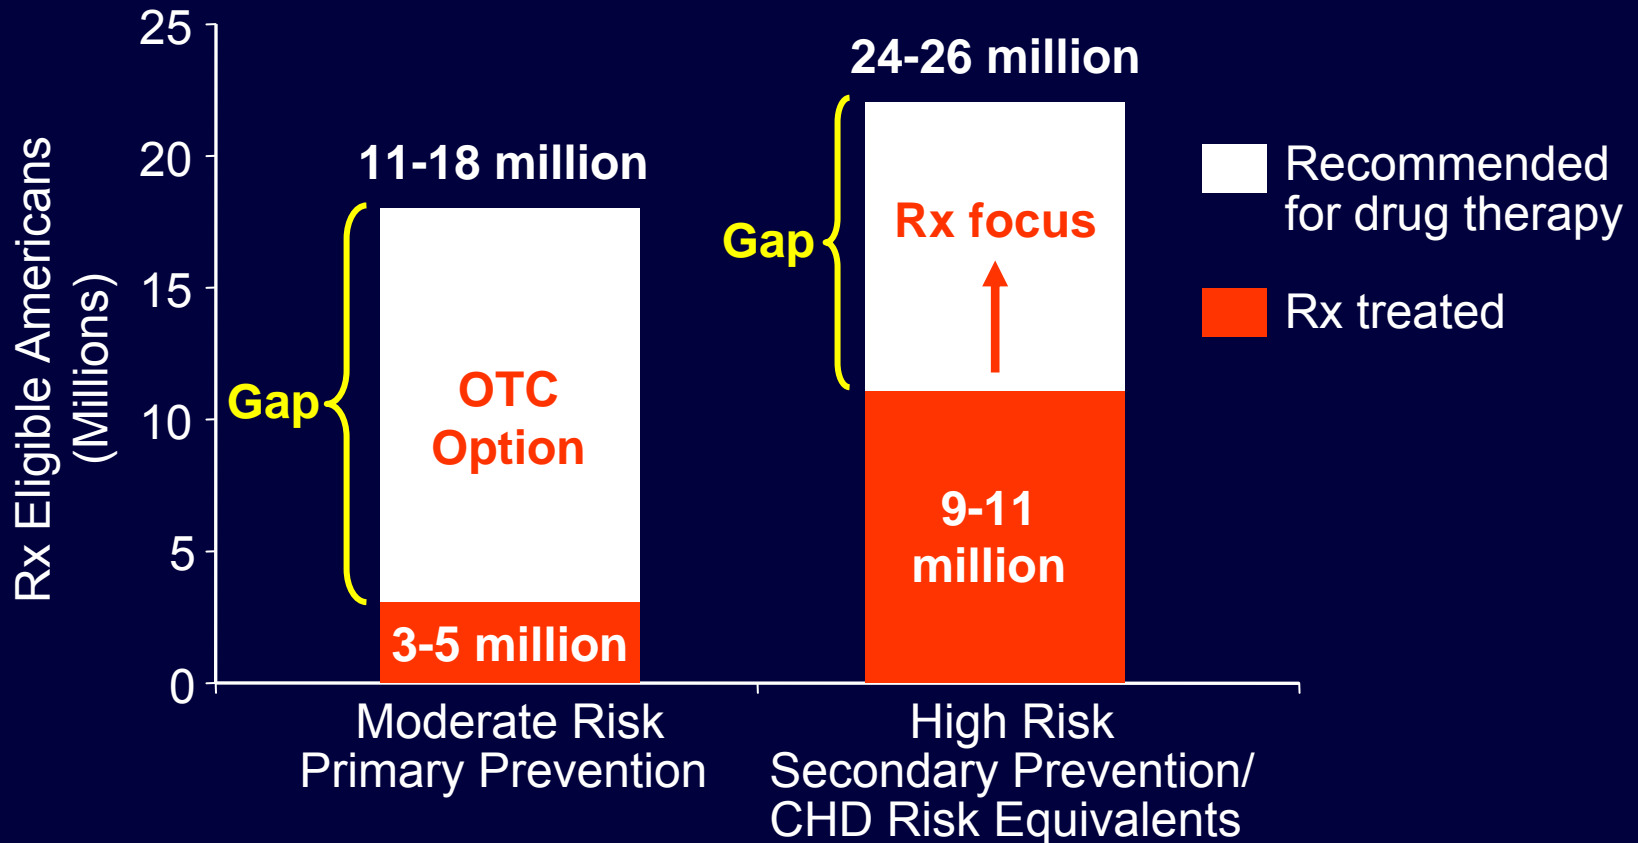 25
20
15
10
5
0
Rx Eligible Americans
(Millions)
11-18 million
Gap
OTC
Option
3-5 million
24-26 million
Gap
Rx focus
9-11
million
Recommended
for drug therapy
Rx treated
Moderate Risk
Primary Prevention
High Risk
Secondary Prevention/
CHD Risk Equivalents